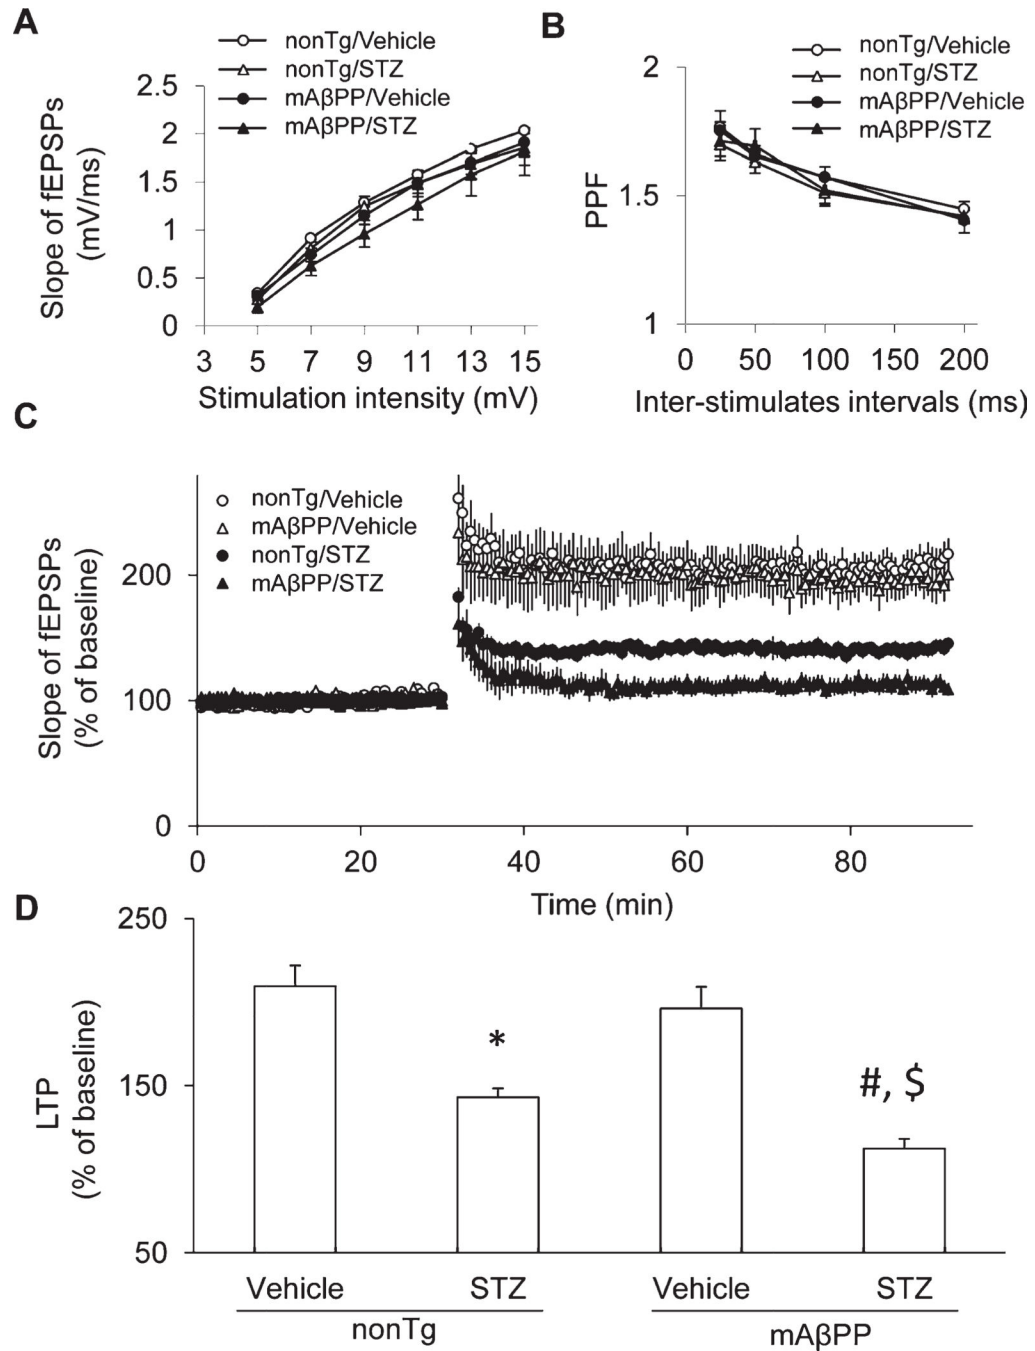 A
nonTg/Vehicle
nonTg/STZ
mAβPP/Vehicle
mAβPP/STZ
2.5
2
1.5
1
0.5
0
Slope of fEPSPs
(mV/ms)
3 5 7 9 11 13 15
Stimulation intensity (mV)
B
nonTg/Vehicle
nonTg/STZ
mAβPP/Vehicle
mAβPP/STZ
2
1.5
1
PPF
0 50 100 150 200
Inter-stimulates intervals (ms)
C
nonTg/Vehicle
mAβPP/Vehicle
nonTg/STZ
mAβPP/STZ
200
100
0
Slope of fEPSPs
(% of baseline)
0 20 40 60 80
Time (min)
D
250
150
50
LTP
(% of baseline)
*
#, $
Vehicle STZ Vehicle STZ
nonTg mAβPP